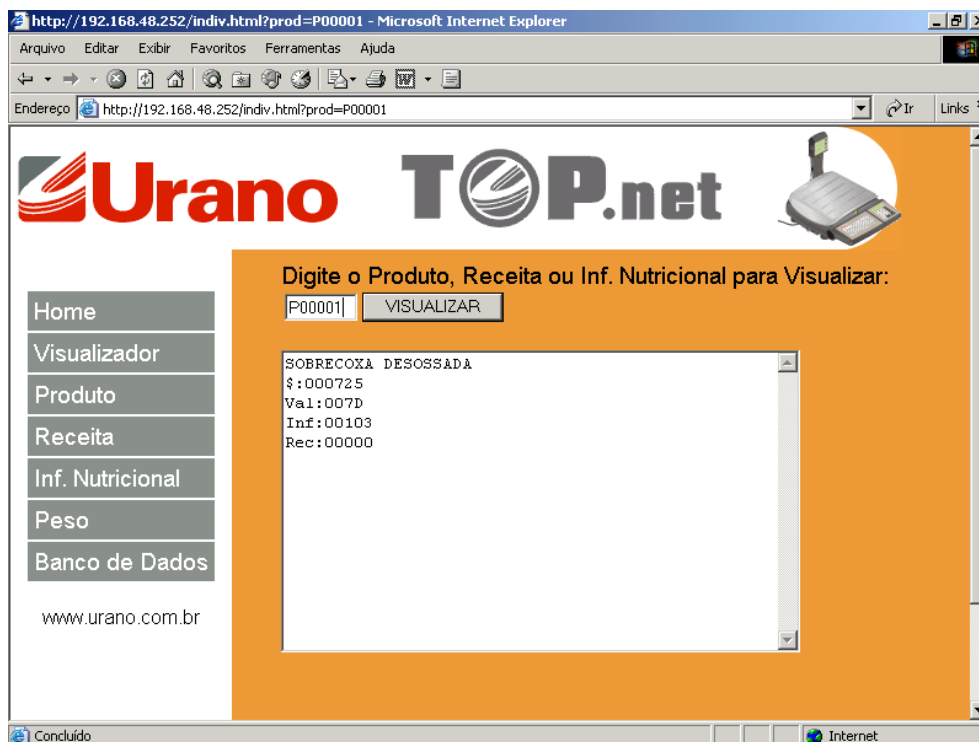 http://192.168.48.252/indiv.html?prod=P00001 - Microsoft Internet Explorer
Arquivo Editar Exibir Favoritos Ferramentas Ajuda
Endereço http://192.168.48.252/indiv.html?prod=P00001 Ir Links
Urano TOP.net
Digite o Produto, Receita ou Inf. Nutricional para Visualizar:
P00001 VISUALIZAR
Home
Visualizador
Produto
Receita
Inf. Nutricional
Peso
Banco de Dados
www.urano.com.br
SOBRECOXA DESOSSADA
$:000725
Val:007D
Inf:00103
Rec:00000
Concluído Internet